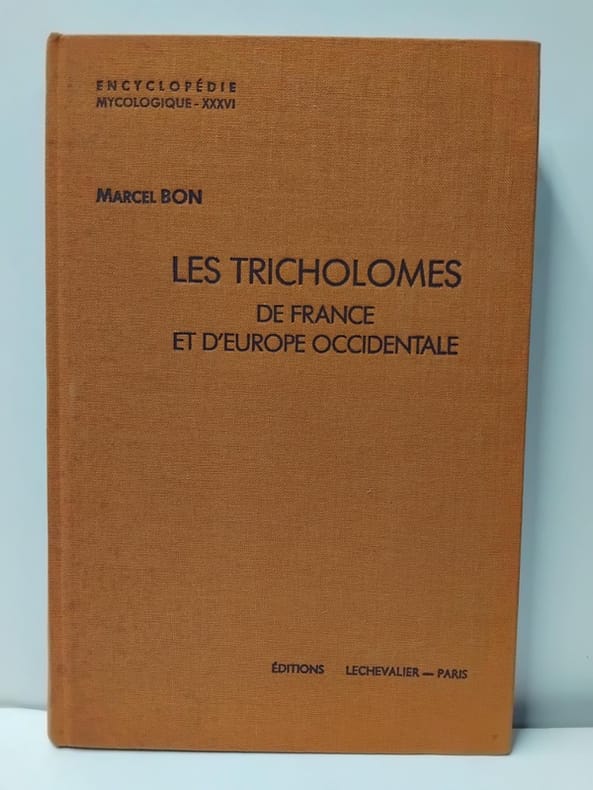 ENCYCLOPÉDIE
MYCOLOGIQUE - XXXVI
MARCEL BON
LES TRICHOLOMES
DE FRANCE
ET D'EUROPE OCCIDENTALE
ÉDITIONS LECHEVALIER — PARIS